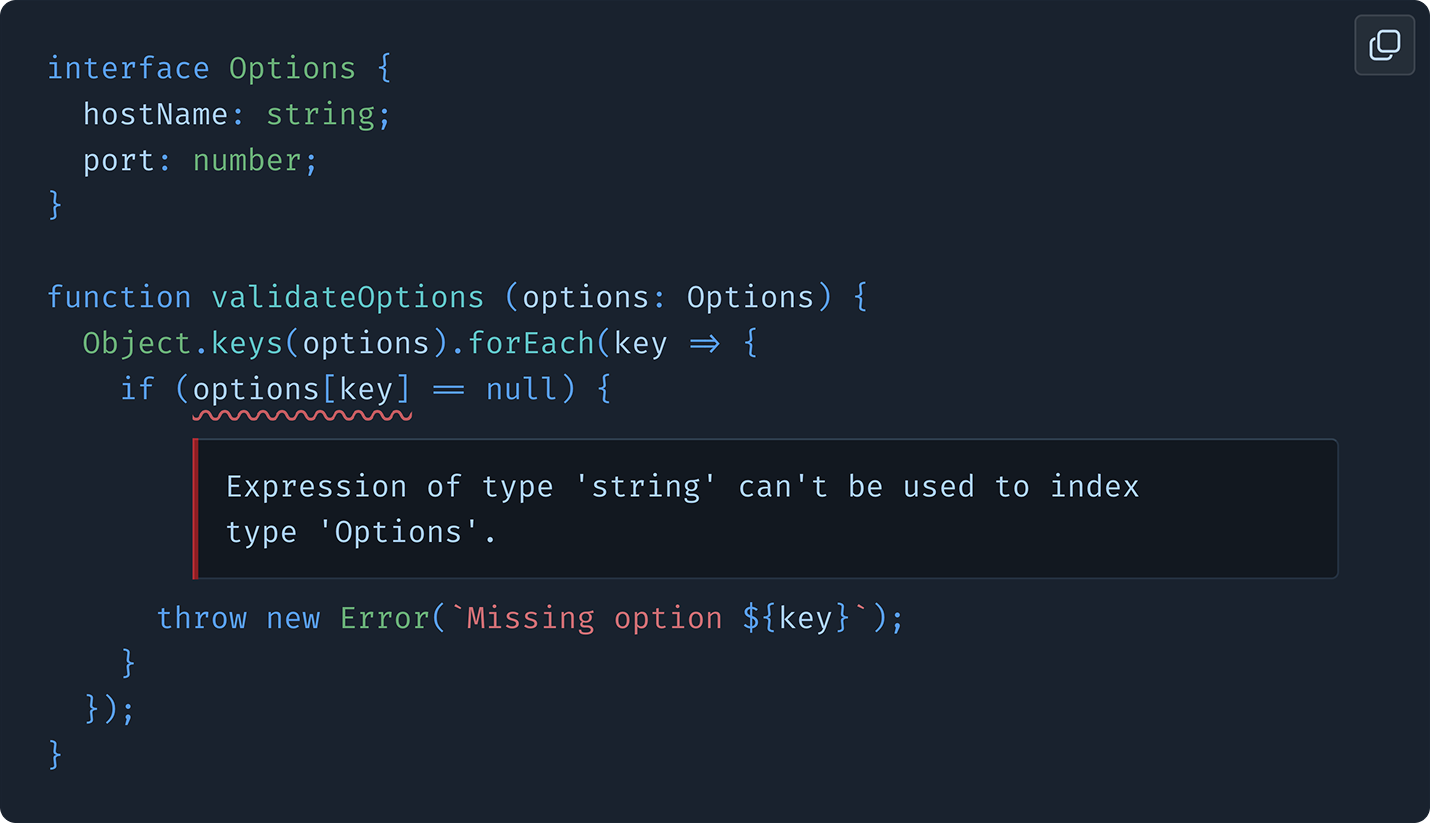 interface Options {
  hostName: string;
  port: number;
}

function validateOptions (options: Options) {
  Object.keys(options).forEach(key => {
    if (options[key] == null) {
Expression of type 'string' can't be used to index
type 'Options'.
      throw new Error(`Missing option ${key}`);
    }
  });
}